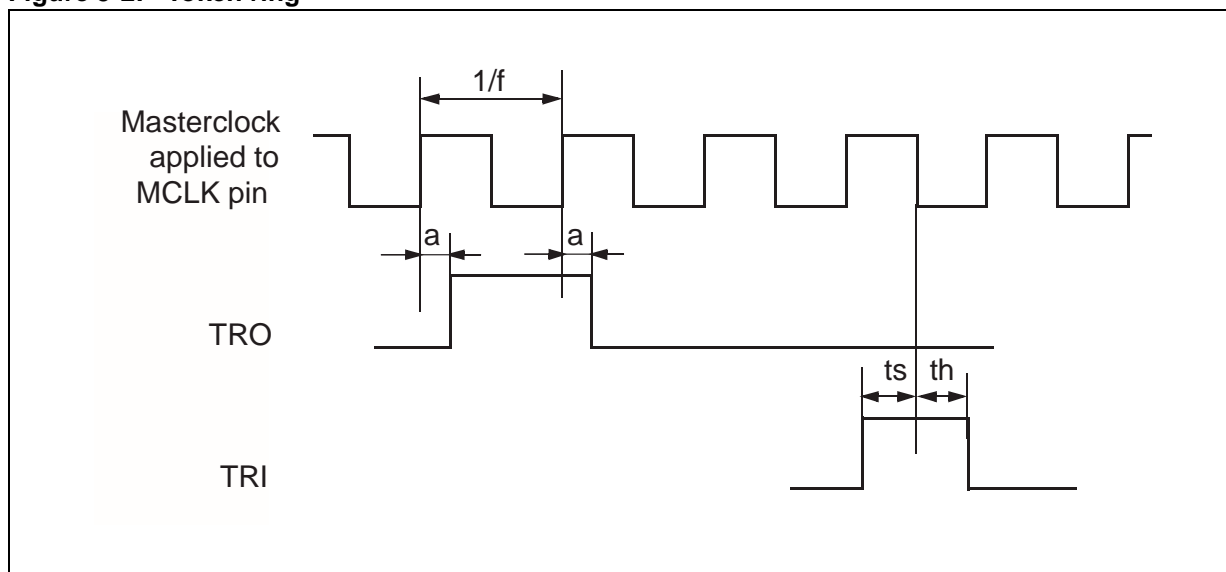 1/f
Masterclock
applied to
MCLK pin
a
a
TRO
ts
th
TRI